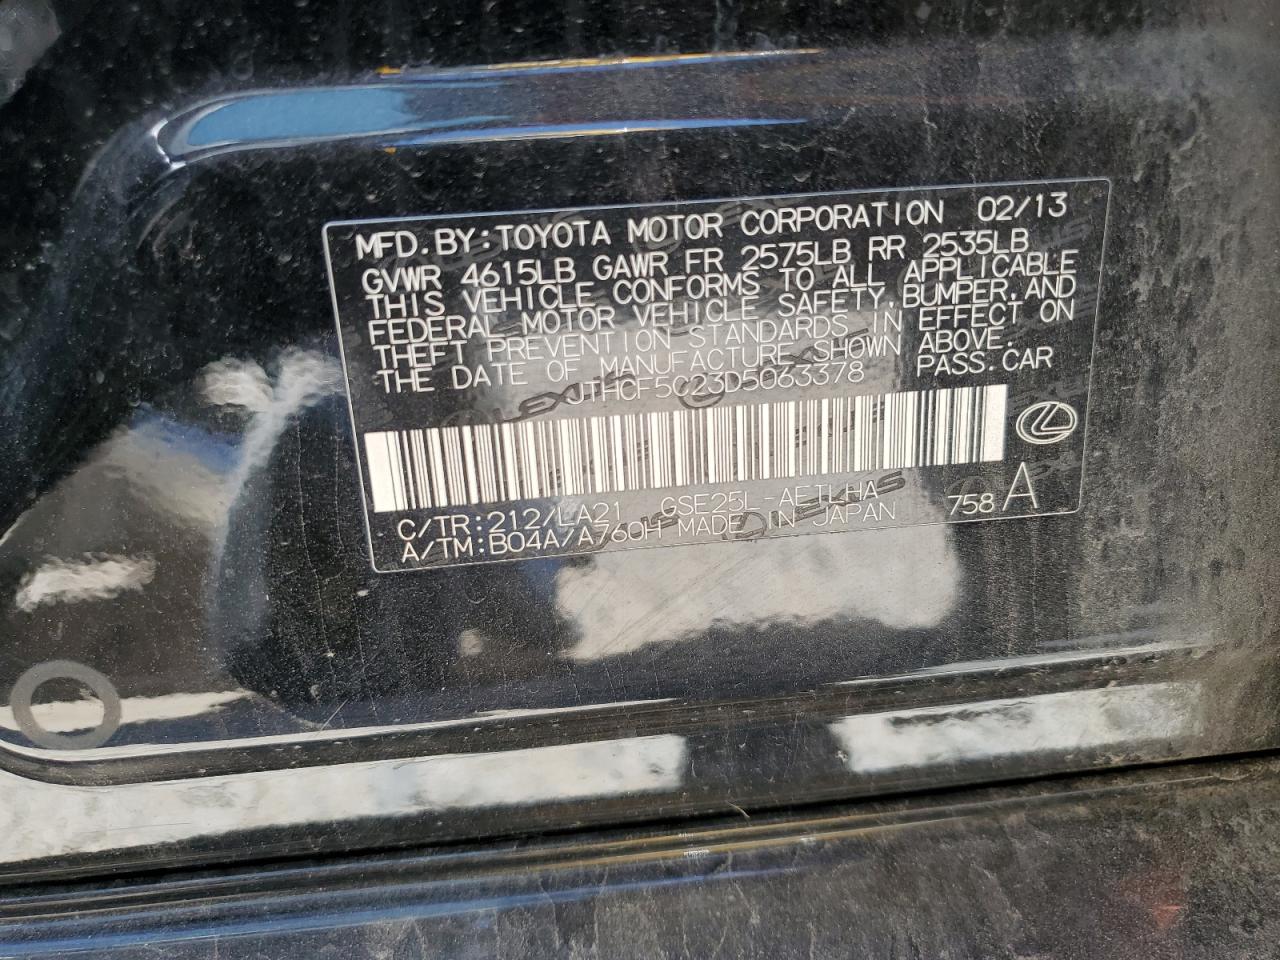 MFD.BY:TOYOTA MOTOR CORPORATION 02/13
GVWR 4615LB GAWR FR 2575LB RR 2535LB
THIS VEHICLE CONFORMS TO ALL APPLICABLE
FEDERAL MOTOR VEHICLE SAFETY, BUMPER, AND
THEFT PREVENTION STANDARDS IN EFFECT ON
THE DATE OF MANUFACTURE SHOWN ABOVE.
JTHCF5C23D5063378 PASS.CAR
C/TR:212/LA21 GSE25L-AETLHA
A/TM:B04A/A760H MADE IN JAPAN 758 A